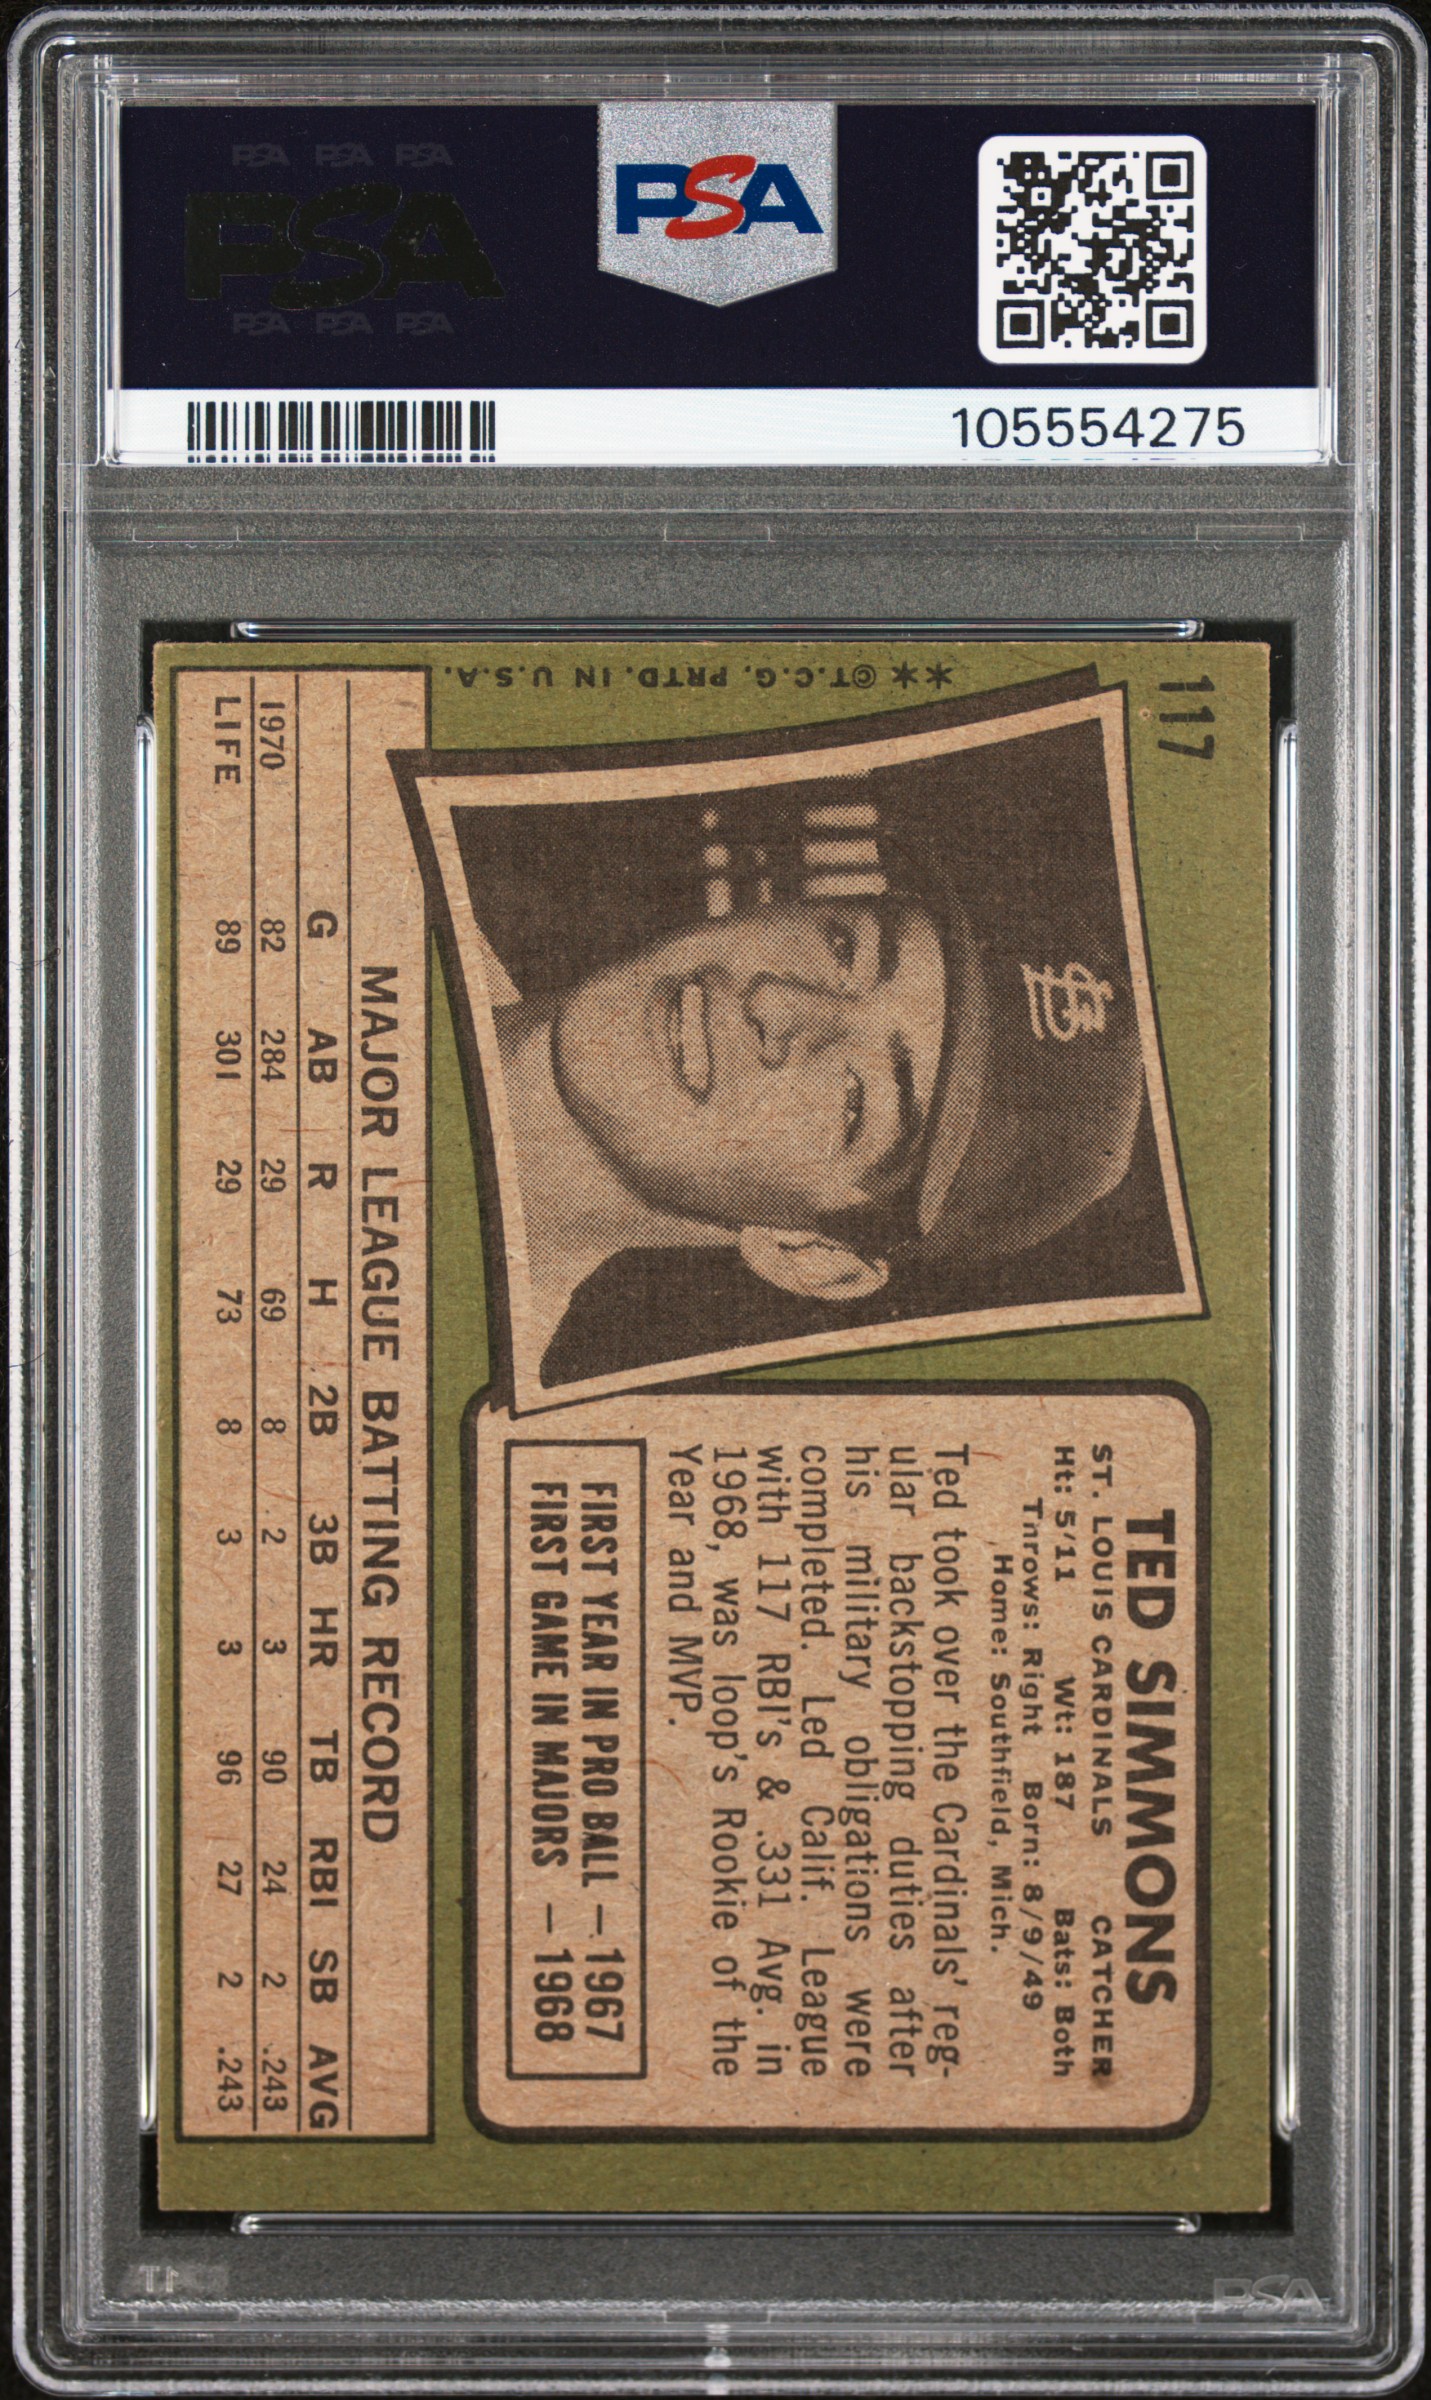 PSA PSA PSA
PSA
PSA PSA PSA
PSA
105554275
117
**©T.C.G. PRTD. IN U.S.A.
TED SIMMONS
ST. LOUIS CARDINALS CATCHER
Ht: 5'11 Wt: 187 Bats: Both
Throws: Right Born: 8/9/49
Home: Southfield, Mich.
Ted took over the Cardinals' reg-
ular backstopping duties after
his military obligations were
completed. Led Calif. League
with 117 RBI's & .331 Avg. in
1968, was loop's Rookie of the
Year and MVP.
FIRST YEAR IN PRO BALL — 1967
FIRST GAME IN MAJORS — 1968
MAJOR LEAGUE BATTING RECORD
G AB R H 2B 3B HR TB RBI SB AVG
1970 82 284 29 69 8 2 3 90 24 2 .243
LIFE 89 301 29 73 8 3 3 96 27 2 .243
PSA